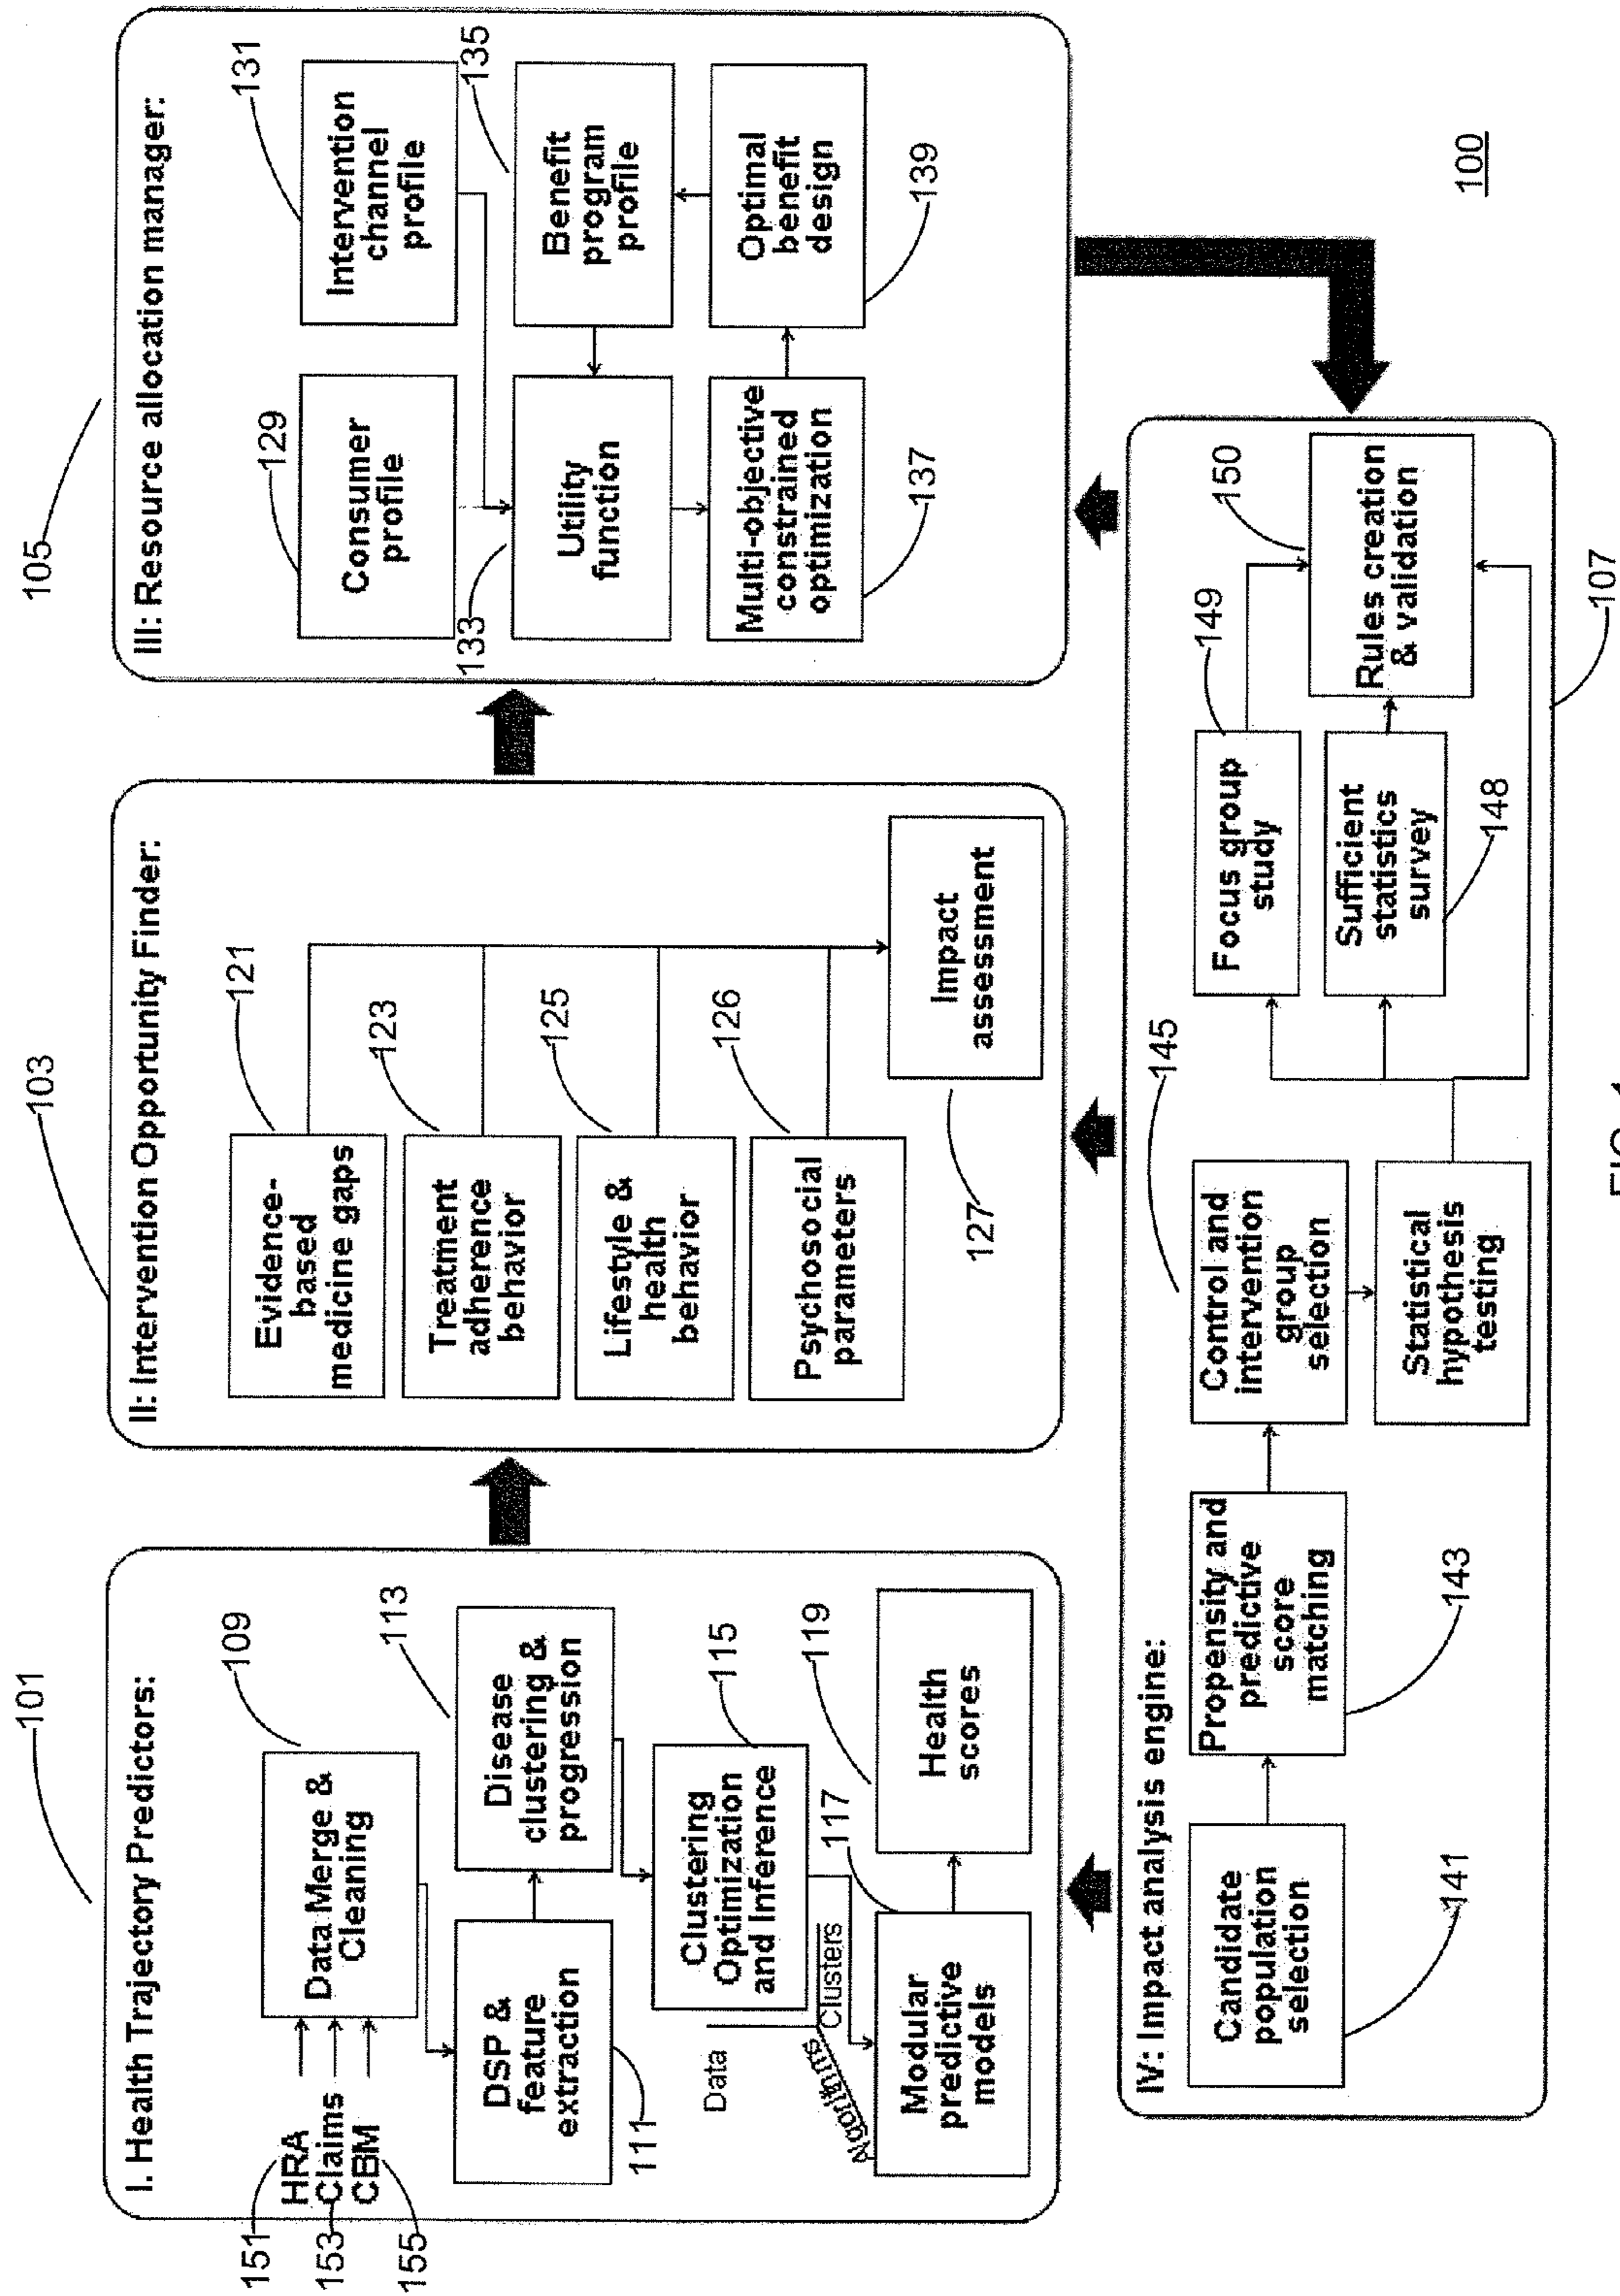 101
I. Health Trajectory Predictors:
109
151
HRA
153
Claims
155
CBM
Data Merge &
Cleaning
113
DSP &
feature
extraction
111
Disease
clustering &
progression
115
Clustering
Optimization
and Inference
Data
Algorithms
Clusters
117
119
Modular
predictive
models
Health
scores
103
II: Intervention Opportunity Finder:
121
Evidence-
based
medicine gaps
123
Treatment
adherence
behavior
125
Lifestyle &
health
behavior
126
Psychosocial
parameters
127
Impact
assessment
105
III: Resource allocation manager:
129
Consumer
profile
131
Intervention
channel
profile
133
Utility
function
135
Benefit
program
profile
Multi-objective
constrained
optimization
137
Optimal
benefit
design
139
IV: Impact analysis engine:
Candidate
population
selection
141
Propensity and
predictive
score
matching
143
145
Control and
intervention
group
selection
Statistical
hypothesis
testing
149
Focus group
study
Sufficient
statistics
survey
148
150
Rules creation
& validation
107
100